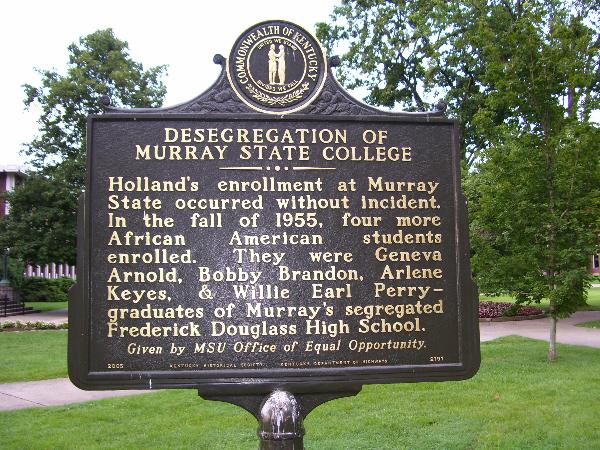 COMMONWEALTH OF KENTUCKY
UNITED WE STAND
DIVIDED WE FALL
DESEGREGATION OF
MURRAY STATE COLLEGE
Holland's enrollment at Murray
State occurred without incident.
In the fall of 1955, four more
African American students
enrolled. They were Geneva
Arnold, Bobby Brandon, Arlene
Keyes, & Willie Earl Perry-
graduates of Murray's segregated
Frederick Douglass High School.
Given by MSU Office of Equal Opportunity.
2005 KENTUCKY HISTORICAL SOCIETY KENTUCKY DEPARTMENT OF HIGHWAYS 2191